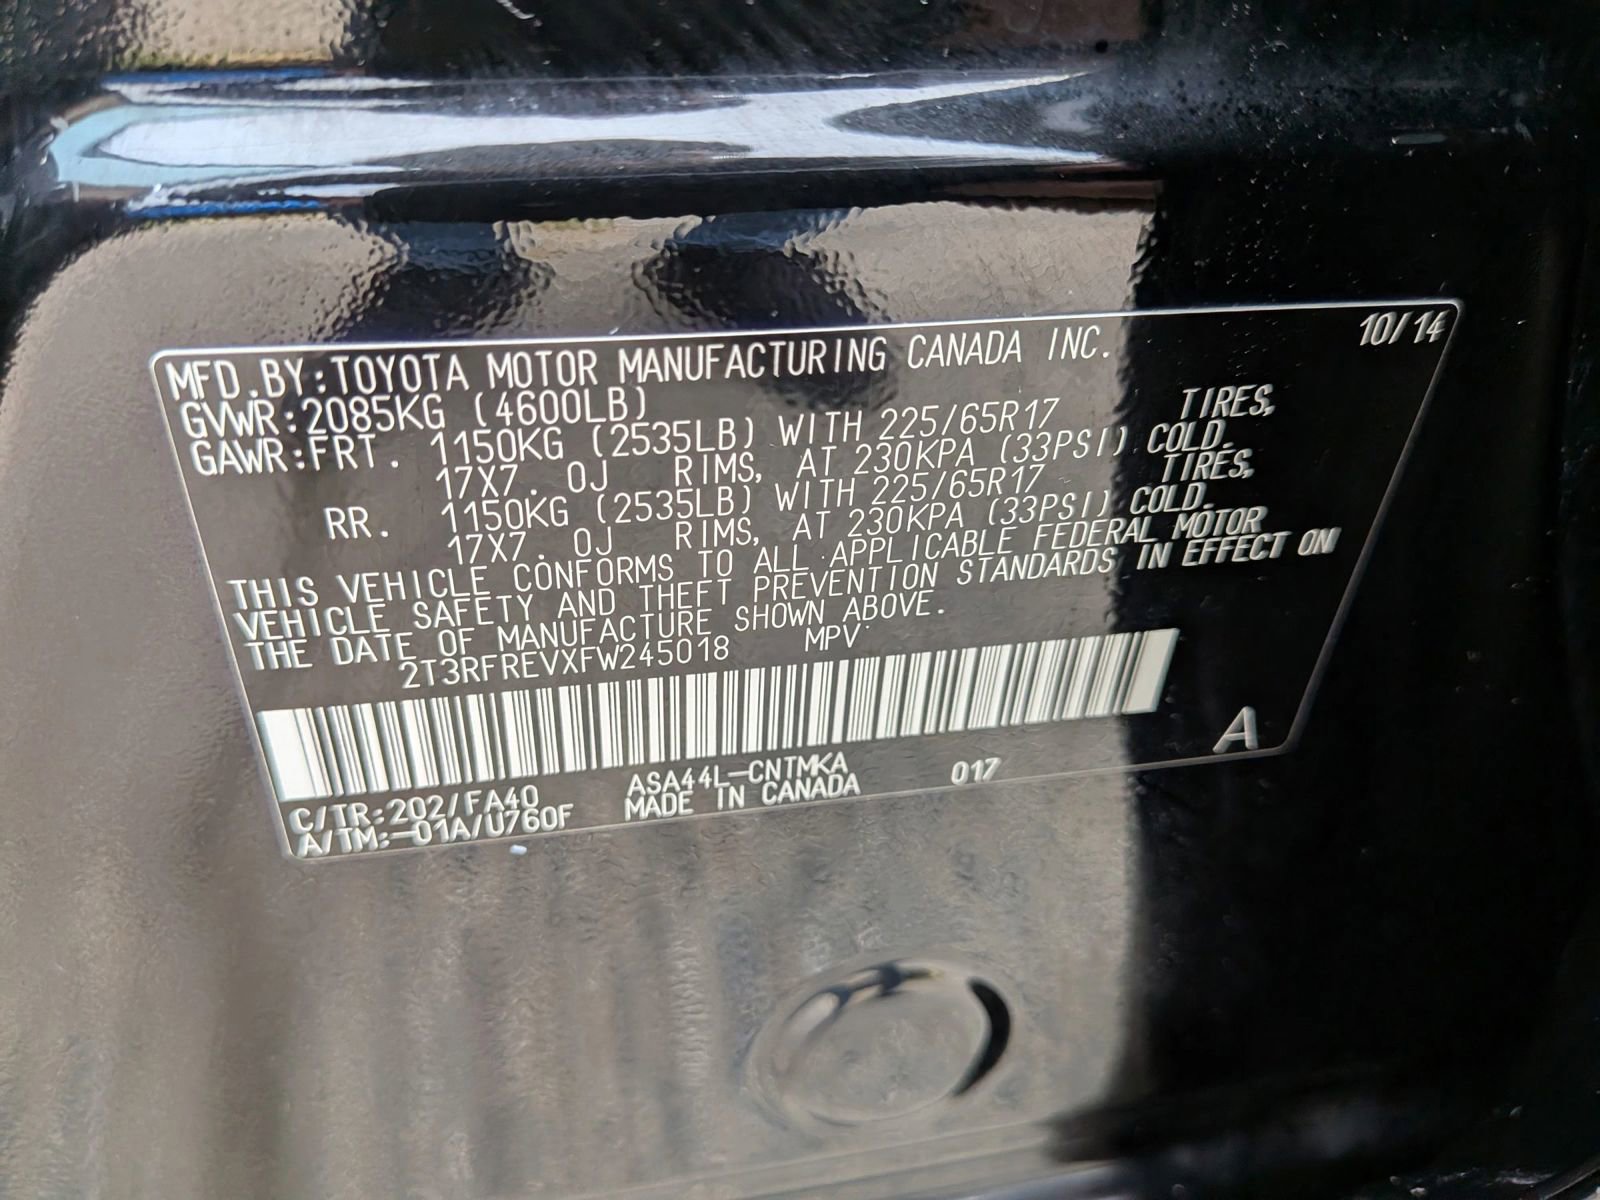 10/14
MFD.BY:TOYOTA MOTOR MANUFACTURING CANADA INC.
GVWR:2085KG (4600LB)
GAWR:FRT. 1150KG (2535LB) WITH 225/65R17 TIRES,
17X7.0J RIMS, AT 230KPA (33PSI) COLD.
RR. 1150KG (2535LB) WITH 225/65R17 TIRES,
17X7.0J RIMS, AT 230KPA (33PSI) COLD.
THIS VEHICLE CONFORMS TO ALL APPLICABLE FEDERAL MOTOR
VEHICLE SAFETY AND THEFT PREVENTION STANDARDS IN EFFECT ON
THE DATE OF MANUFACTURE SHOWN ABOVE.
2T3RFREVXFW245018 MPV
A
C/TR:202/FA40 ASA44L-CNTMKA 017
A/TM:-01A/U760F MADE IN CANADA